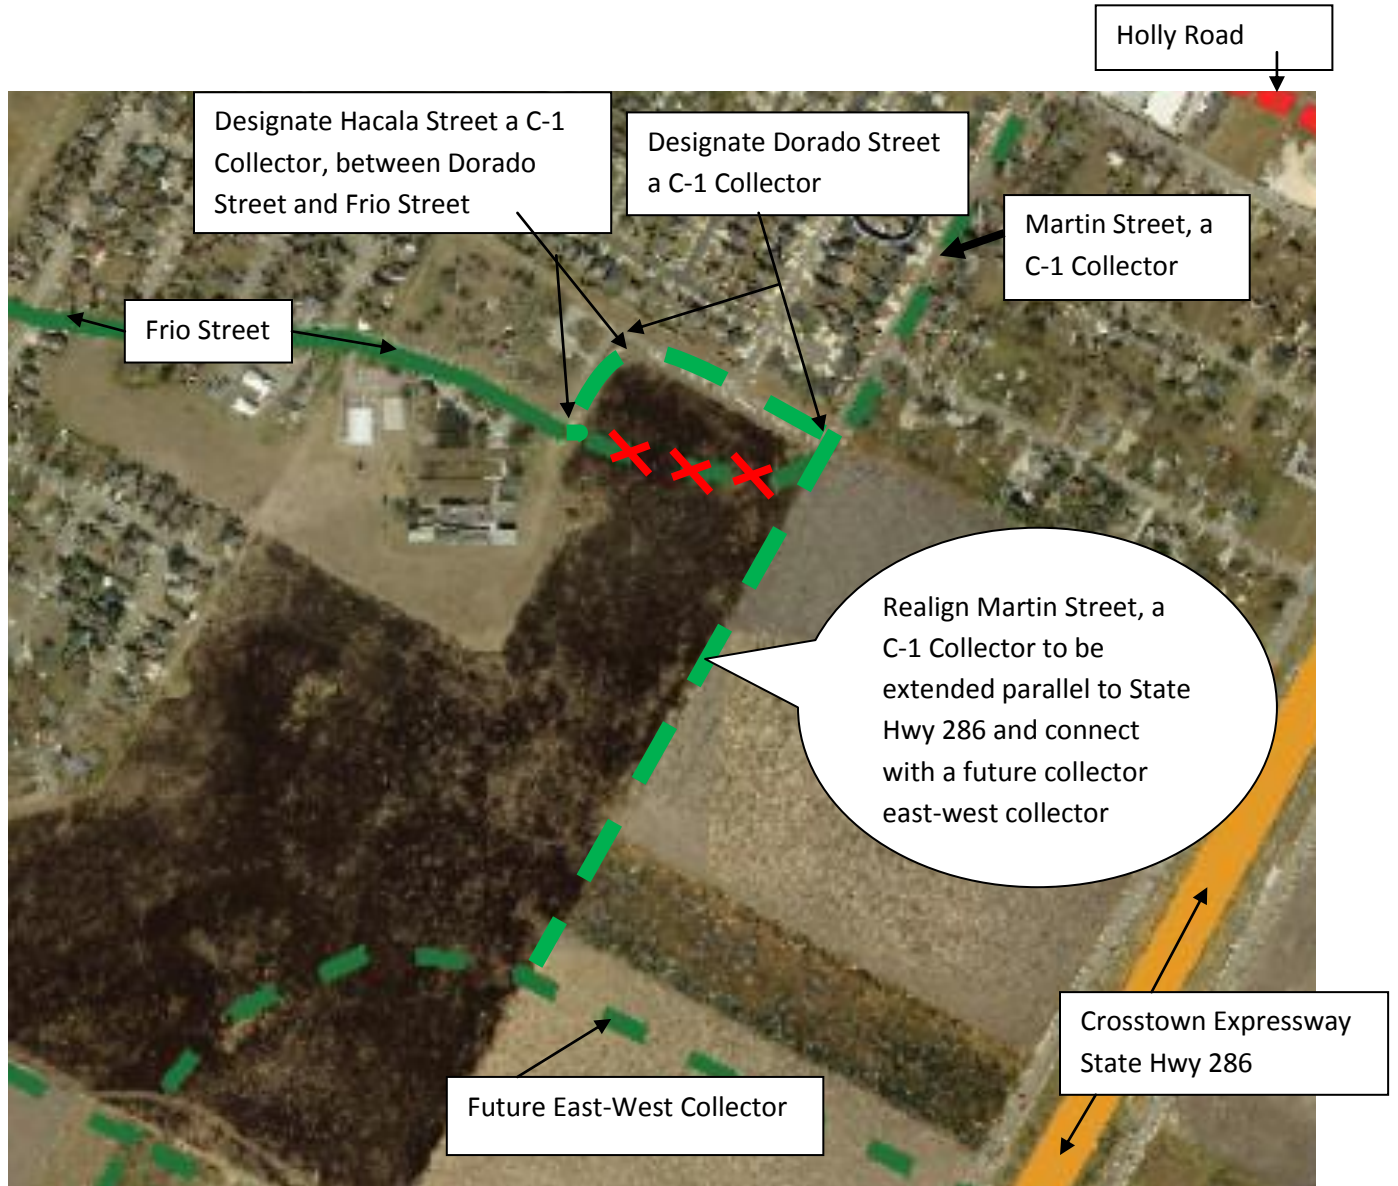 Holly Road
Designate Hacala Street a C-1
Collector, between Dorado
Street and Frio Street
Designate Dorado Street
a C-1 Collector
Martin Street, a
C-1 Collector
Frio Street
Realign Martin Street, a
C-1 Collector to be
extended parallel to State
Hwy 286 and connect
with a future collector
east-west collector
Crosstown Expressway
State Hwy 286
Future East-West Collector